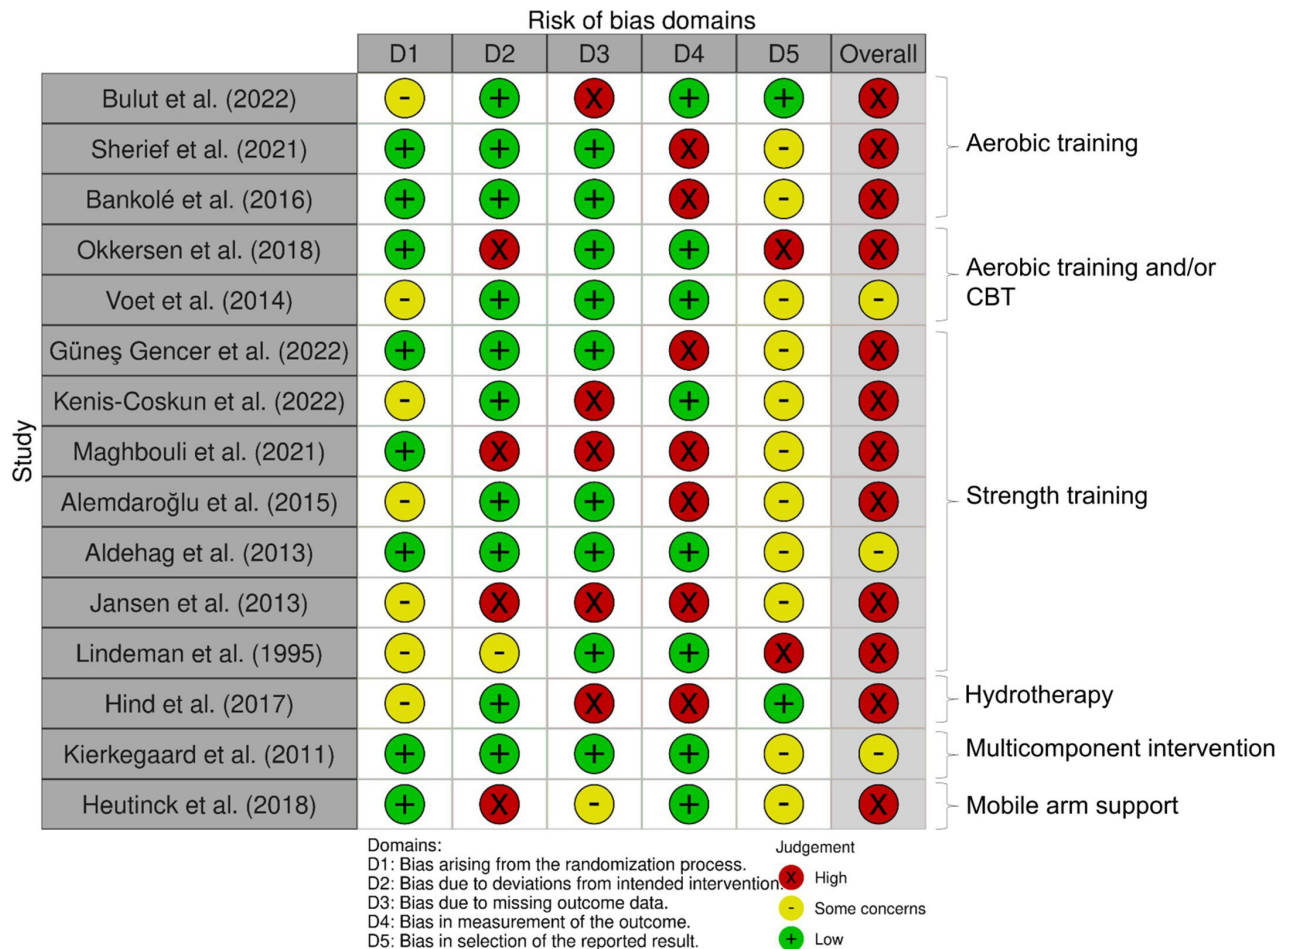 Risk of bias domains
D1 D2 D3 D4 D5 Overall
Study
Bulut et al. (2022) - + X + + X
Sherief et al. (2021) + + + X - X
Bankolé et al. (2016) + + + X - X
Aerobic training
Okkersen et al. (2018) + X + + X X
Voet et al. (2014) - + + + - -
Aerobic training and/or
CBT
Güneş Gencer et al. (2022) + + + X - X
Kenis-Coskun et al. (2022) - + X + - X
Maghbouli et al. (2021) + X X X - X
Alemdaroğlu et al. (2015) - + + X - X
Aldehag et al. (2013) + + + + - -
Jansen et al. (2013) - X X X - X
Lindeman et al. (1995) - - + + X X
Strength training
Hind et al. (2017) - + X X + X
Hydrotherapy
Kierkegaard et al. (2011) + + + + - -
Multicomponent intervention
Heutinck et al. (2018) + X - + - X
Mobile arm support
Domains:
D1: Bias arising from the randomization process.
D2: Bias due to deviations from intended intervention.
D3: Bias due to missing outcome data.
D4: Bias in measurement of the outcome.
D5: Bias in selection of the reported result.
Judgement
X High
- Some concerns
+ Low